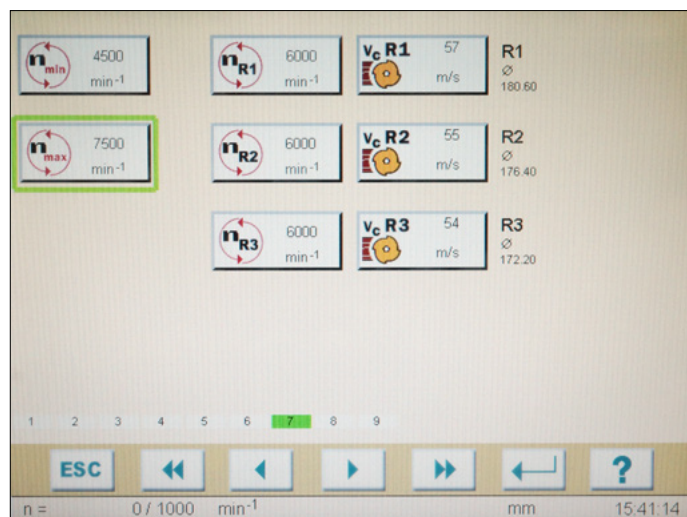 n min 4500 min-1
n R1 6000 min-1
Vc R1 57 m/s
R1 Ø 180.60
n max 7500 min-1
n R2 6000 min-1
Vc R2 55 m/s
R2 Ø 176.40
n R3 6000 min-1
Vc R3 54 m/s
R3 Ø 172.20
1 2 3 4 5 6 7 8 9
ESC ?
n = 0 / 1000 min-1 mm 15:41:14